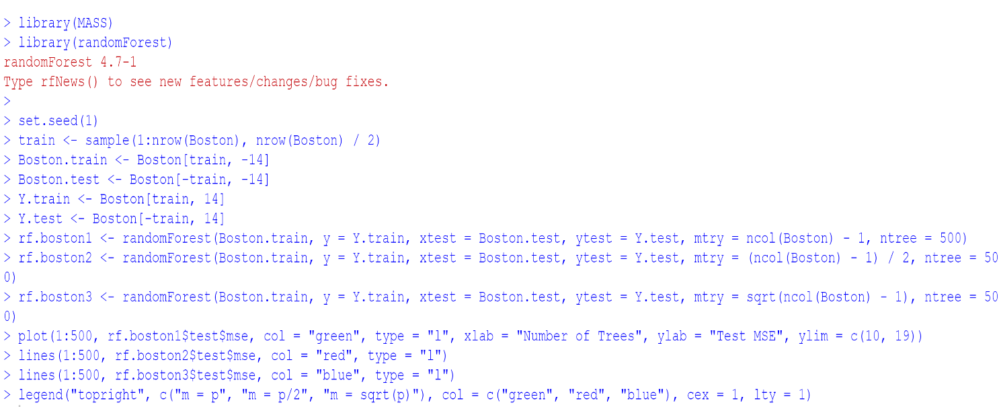 > library(MASS)
> library(randomForest)
randomForest 4.7-1
Type rfNews() to see new features/changes/bug fixes.
>
> set.seed(1)
> train <- sample(1:nrow(Boston), nrow(Boston) / 2)
> Boston.train <- Boston[train, -14]
> Boston.test <- Boston[-train, -14]
> Y.train <- Boston[train, 14]
> Y.test <- Boston[-train, 14]
> rf.boston1 <- randomForest(Boston.train, y = Y.train, xtest = Boston.test, ytest = Y.test, mtry = ncol(Boston) - 1, ntree = 500)
> rf.boston2 <- randomForest(Boston.train, y = Y.train, xtest = Boston.test, ytest = Y.test, mtry = (ncol(Boston) - 1) / 2, ntree = 50
0)
> rf.boston3 <- randomForest(Boston.train, y = Y.train, xtest = Boston.test, ytest = Y.test, mtry = sqrt(ncol(Boston) - 1), ntree = 50
0)
> plot(1:500, rf.boston1$test$mse, col = "green", type = "l", xlab = "Number of Trees", ylab = "Test MSE", ylim = c(10, 19))
> lines(1:500, rf.boston2$test$mse, col = "red", type = "l")
> lines(1:500, rf.boston3$test$mse, col = "blue", type = "l")
> legend("topright", c("m = p", "m = p/2", "m = sqrt(p)"), col = c("green", "red", "blue"), cex = 1, lty = 1)